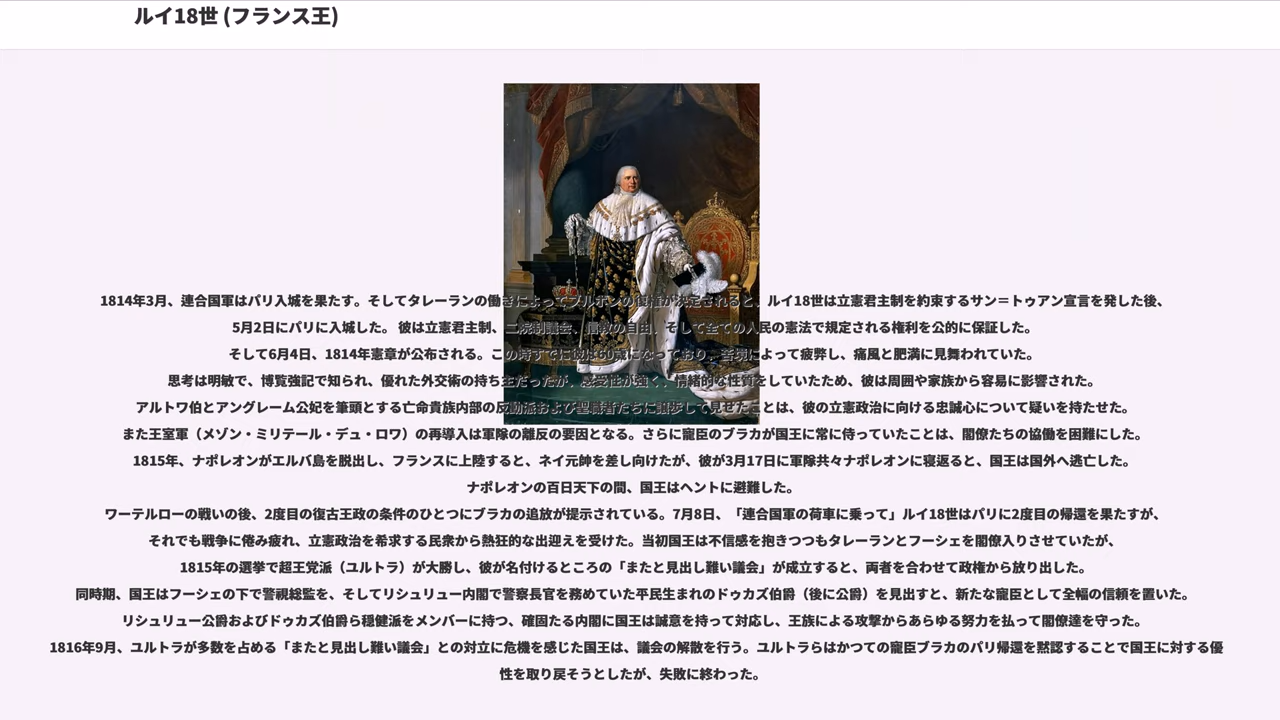 ルイ18世 (フランス王)
1814年3月、連合国軍はパリ入城を果たす。そしてタレーランの働きによってブルボンの復権が決定されると、ルイ18世は立憲君主制を約束するサン＝トゥアン宣言を発した後、
5月2日にパリに入城した。 彼は立憲君主制、二院制議会、信教の自由、そして全ての人民の憲法で規定される権利を公的に保証した。
そして6月4日、1814年憲章が公布される。この時すでに彼は60歳になっており、苦境によって疲弊し、痛風と肥満に見舞われていた。
思考は明敏で、博覧強記で知られ、優れた外交術の持ち主だったが、感受性が強く、情緒的な性質をしていたため、彼は周囲や家族から容易に影響された。
アルトワ伯とアングレーム公妃を筆頭とする亡命貴族内部の反動派および聖職者たちに譲歩して見せたことは、彼の立憲政治に向ける忠誠心について疑いを持たせた。
また王室軍（メゾン・ミリテール・デュ・ロワ）の再導入は軍隊の離反の要因となる。さらに寵臣のブラカが国王に常に侍っていたことは、閣僚たちの協働を困難にした。
1815年、ナポレオンがエルバ島を脱出し、フランスに上陸すると、ネイ元帥を差し向けたが、彼が3月17日に軍隊共々ナポレオンに寝返ると、国王は国外へ逃亡した。
ナポレオンの百日天下の間、国王はヘントに避難した。
ワーテルローの戦いの後、2度目の復古王政の条件のひとつにブラカの追放が提示されている。7月8日、「連合国軍の荷車に乗って」ルイ18世はパリに2度目の帰還を果たすが、
それでも戦争に倦み疲れ、立憲政治を希求する民衆から熱狂的な出迎えを受けた。当初国王は不信感を抱きつつもタレーランとフーシェを閣僚入りさせていたが、
1815年の選挙で超王党派（ユルトラ）が大勝し、彼が名付けるところの「またと見出し難い議会」が成立すると、両者を合わせて政権から放り出した。
同時期、国王はフーシェの下で警視総監を、そしてリシュリュー内閣で警察長官を務めていた平民生まれのドゥカズ伯爵（後に公爵）を見出すと、新たな寵臣として全幅の信頼を置いた。
リシュリュー公爵およびドゥカズ伯爵ら穏健派をメンバーに持つ、確固たる内閣に国王は誠意を持って対応し、王族による攻撃からあらゆる努力を払って閣僚達を守った。
1816年9月、ユルトラが多数を占める「またと見出し難い議会」との対立に危機を感じた国王は、議会の解散を行う。ユルトララはかつての寵臣ブラカのパリ帰還を黙認することで国王に対する優
性を取り戻そうとしたが、失敗に終わった。